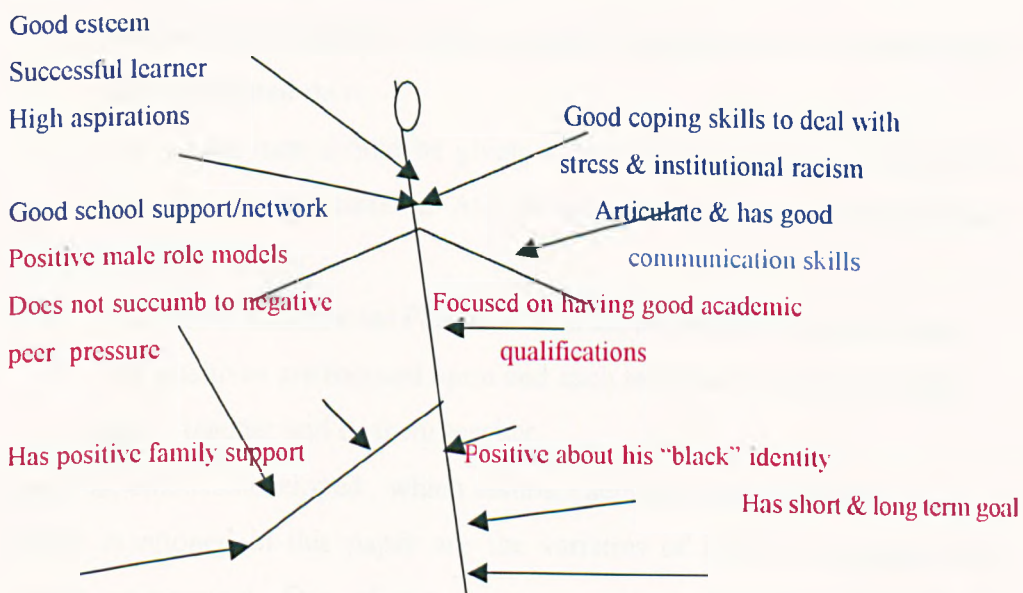 Good esteem
Successful learner
High aspirations
Good coping skills to deal with
stress & institutional racism
Good school support/network
Articulate & has good
communication skills
Positive male role models
Does not succumb to negative
peer pressure
Focused on having good academic
qualifications
Has positive family support
Positive about his “black” identity
Has short & long term goal